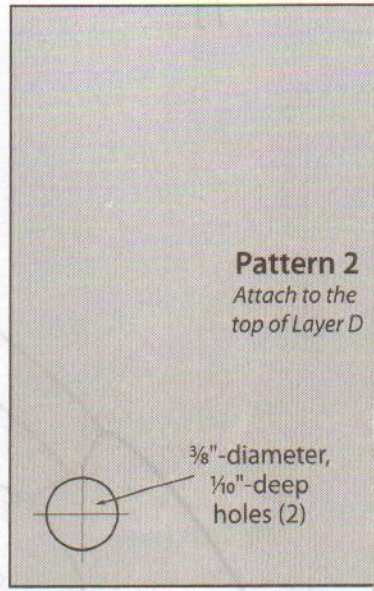 Pattern 2
Attach to the
top of Layer D
⅜"-diameter,
⅒"-deep
holes (2)